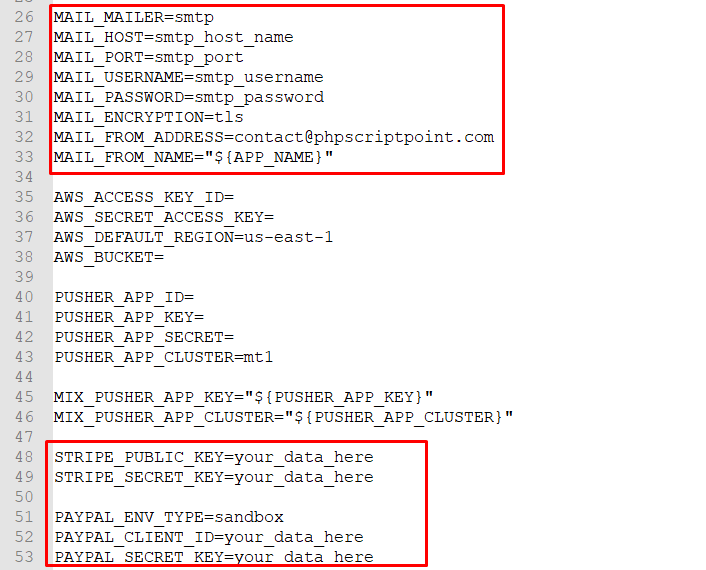 26 MAIL_MAILER=smtp
27 MAIL_HOST=smtp_host_name
28 MAIL_PORT=smtp_port
29 MAIL_USERNAME=smtp_username
30 MAIL_PASSWORD=smtp_password
31 MAIL_ENCRYPTION=tls
32 MAIL_FROM_ADDRESS=contact@phpscriptpoint.com
33 MAIL_FROM_NAME="${APP_NAME}"
34
35 AWS_ACCESS_KEY_ID=
36 AWS_SECRET_ACCESS_KEY=
37 AWS_DEFAULT_REGION=us-east-1
38 AWS_BUCKET=
39
40 PUSHER_APP_ID=
41 PUSHER_APP_KEY=
42 PUSHER_APP_SECRET=
43 PUSHER_APP_CLUSTER=mt1
44
45 MIX_PUSHER_APP_KEY="${PUSHER_APP_KEY}"
46 MIX_PUSHER_APP_CLUSTER="${PUSHER_APP_CLUSTER}"
47
48 STRIPE_PUBLIC_KEY=your_data_here
49 STRIPE_SECRET_KEY=your_data_here
50
51 PAYPAL_ENV_TYPE=sandbox
52 PAYPAL_CLIENT_ID=your_data_here
53 PAYPAL_SECRET_KEY=your_data_here